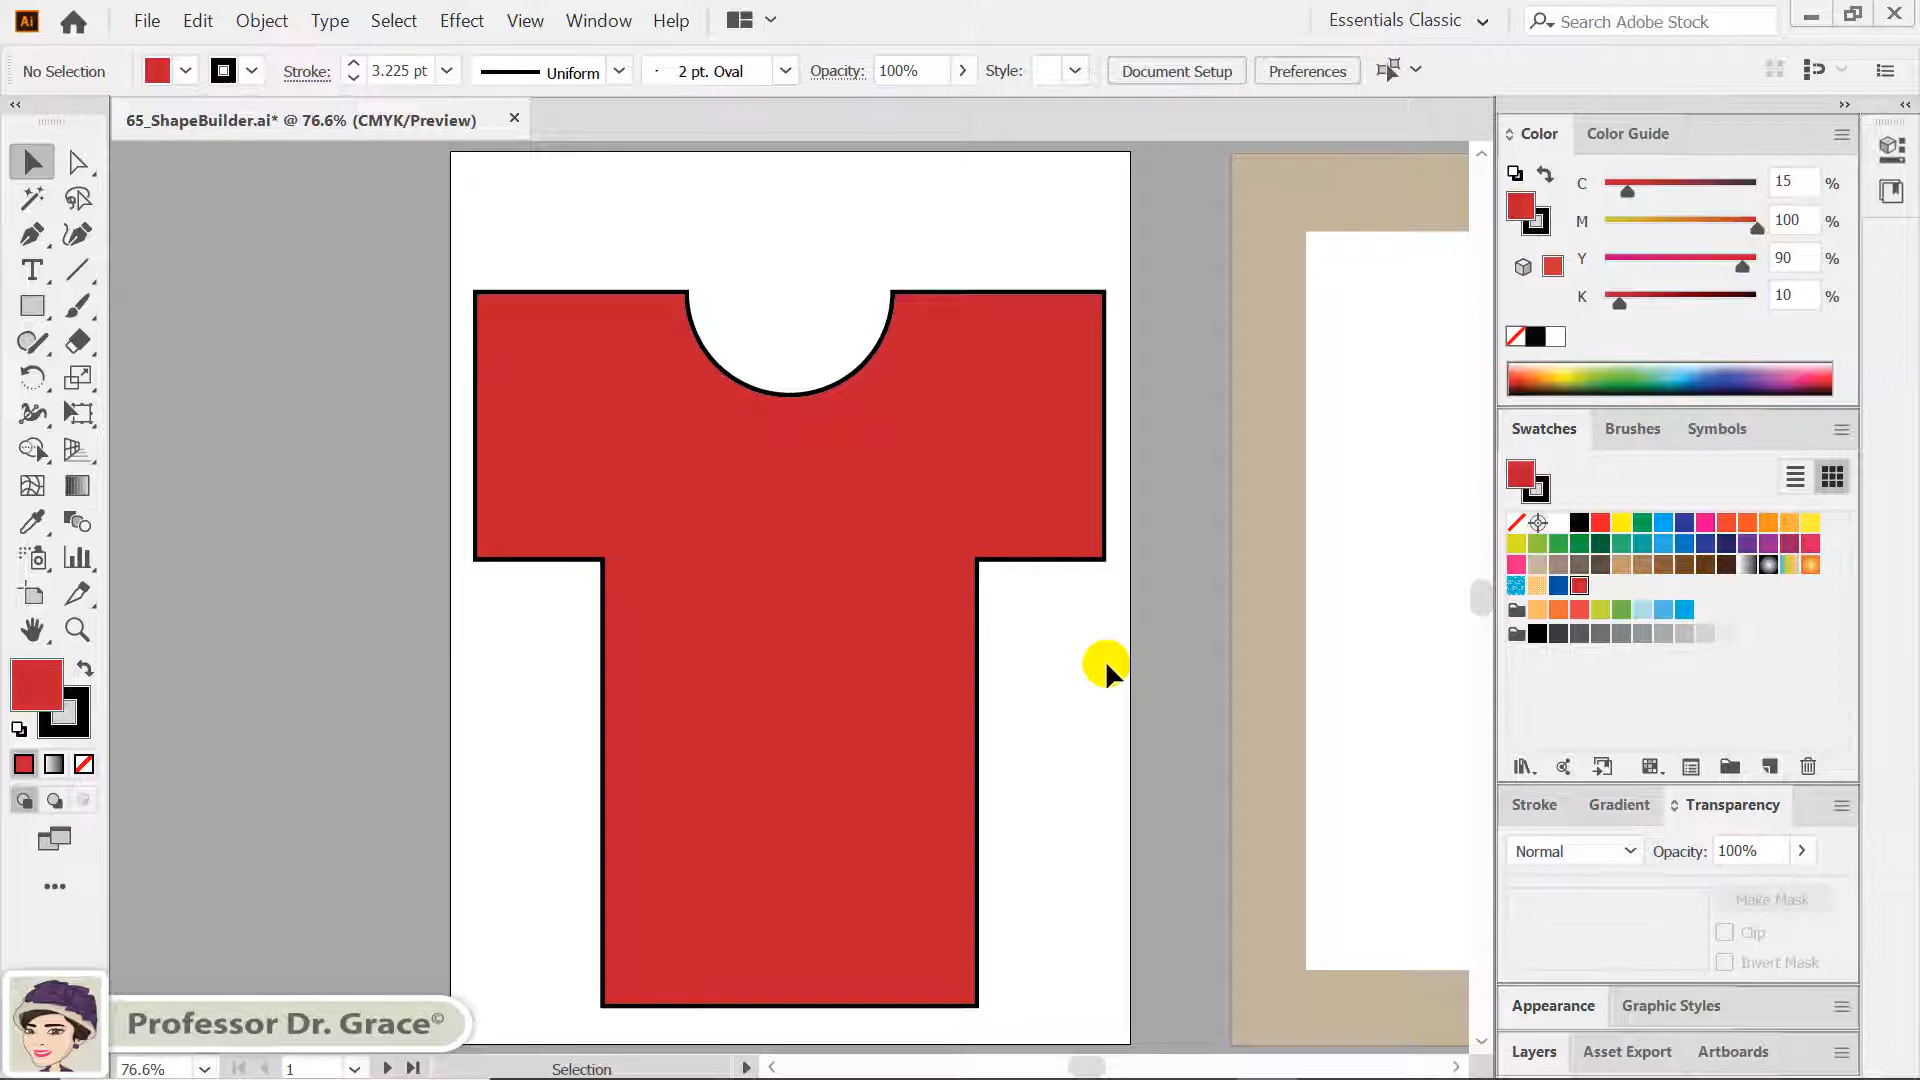 Ai File Edit Object Type Select Effect View Window Help Essentials Classic Search Adobe Stock
No Selection Stroke: 3.225 pt Uniform 2 pt. Oval Opacity: 100% Style: Document Setup Preferences
65_ShapeBuilder.ai* @ 76.6% (CMYK/Preview)
Color Color Guide
C 15 %
M 100 %
Y 90 %
K 10 %
Swatches Brushes Symbols
Stroke Gradient Transparency
Normal Opacity: 100%
Make Mask
Clip
Invert Mask
Appearance Graphic Styles
Professor Dr. Grace©
Layers Asset Export Artboards
76.6% 1 Selection